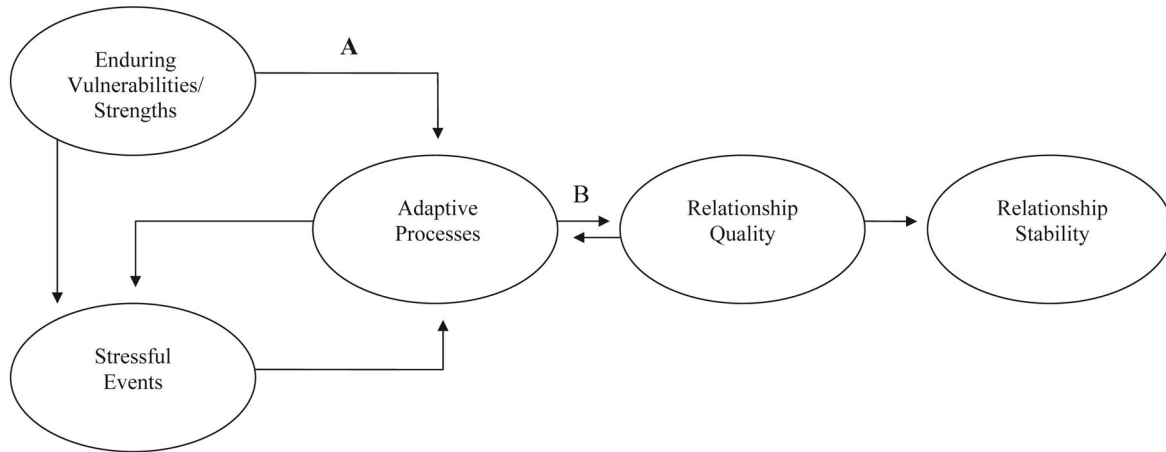 Enduring
Vulnerabilities/
Strengths
A
Adaptive
Processes
B
Relationship
Quality
Relationship
Stability
Stressful
Events